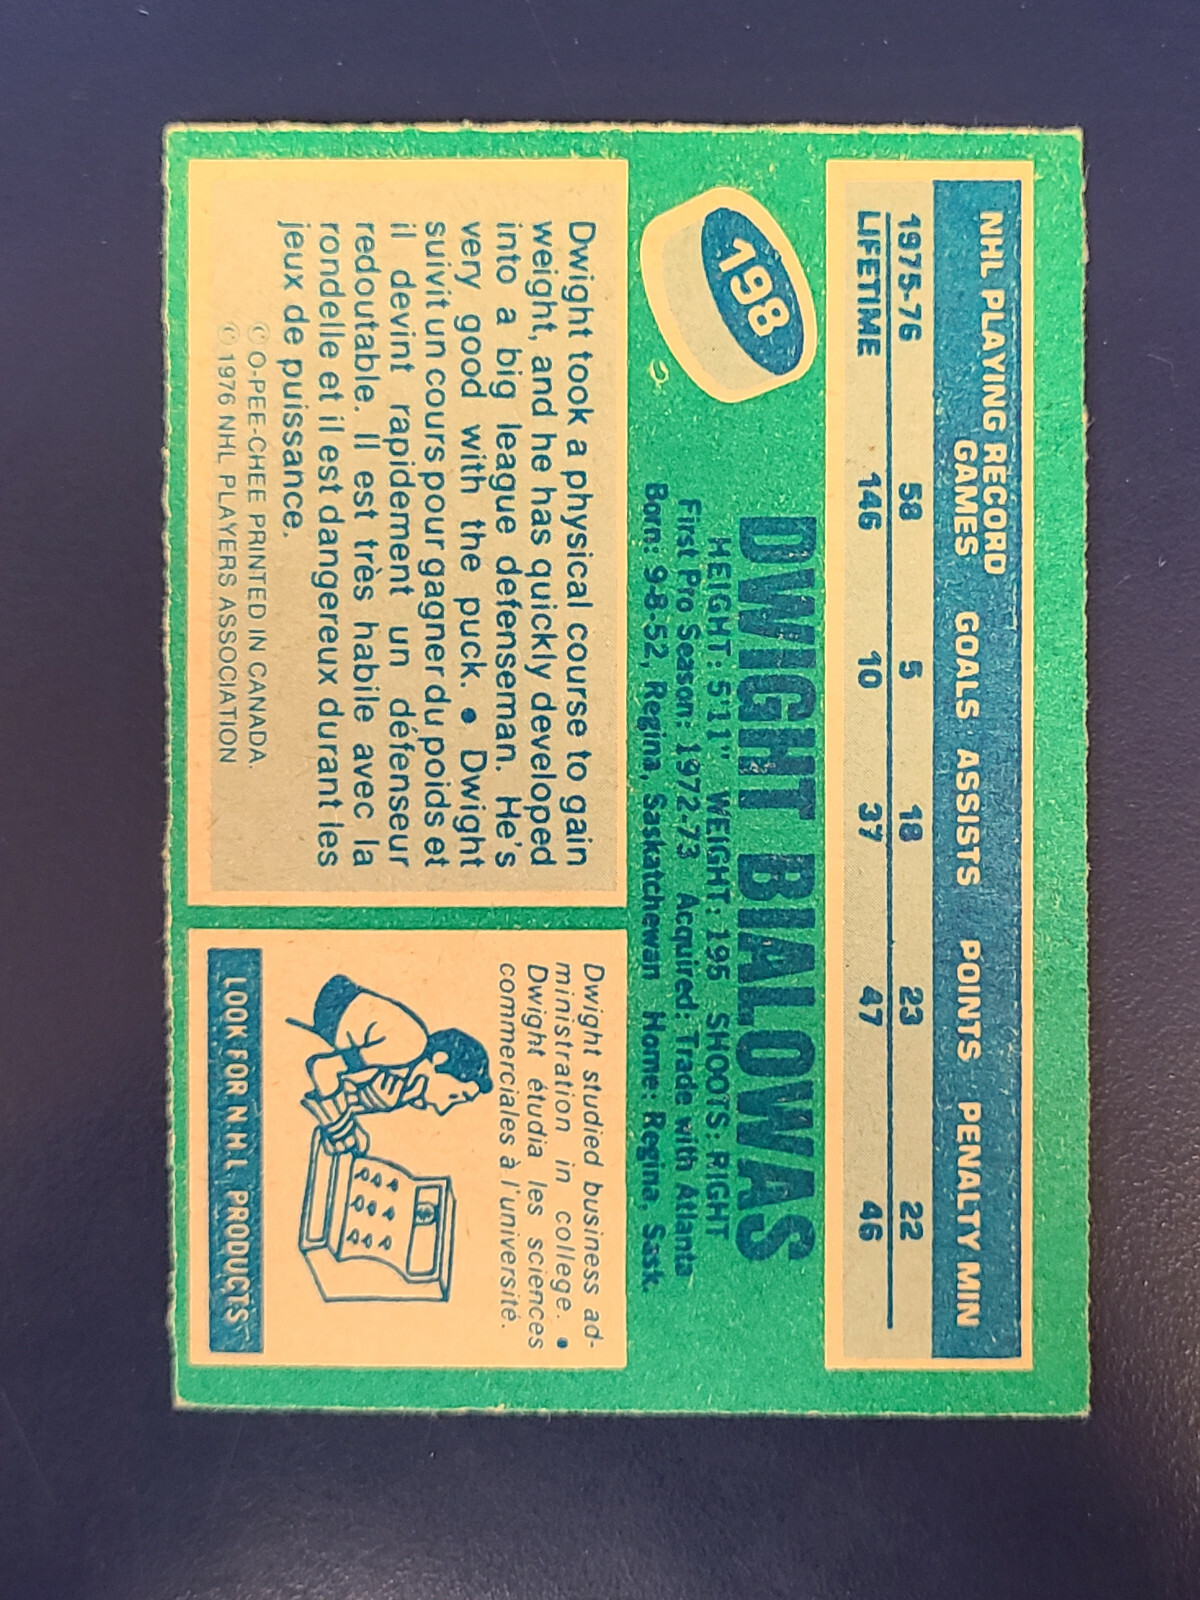 NHL PLAYING RECORD
GAMES GOALS ASSISTS POINTS PENALTY MIN
1975-76 58 5 18 23 22
LIFETIME 146 10 37 47 46
198
DWIGHT BIALOWAS
HEIGHT: 5'11" WEIGHT: 195 SHOOTS: RIGHT
First Pro Season: 1972-73 Acquired: Trade with Atlanta
Born: 9-8-52, Regina, Saskatchewan Home: Regina, Sask.
Dwight took a physical course to gain
weight, and he has quickly developed
into a big league defenseman. He's
very good with the puck. • Dwight
suivit un cours pour gagner du poids et
il devint rapidement un défenseur
redoutable. Il est très habile avec la
rondelle et il est dangereux durant les
jeux de puissance.
© O-PEE-CHEE PRINTED IN CANADA.
© 1976 NHL PLAYERS ASSOCIATION
Dwight studied business ad-
ministration in college. •
Dwight étudia les sciences
commerciales à l'université.
$
LOOK FOR N H L PRODUCTS